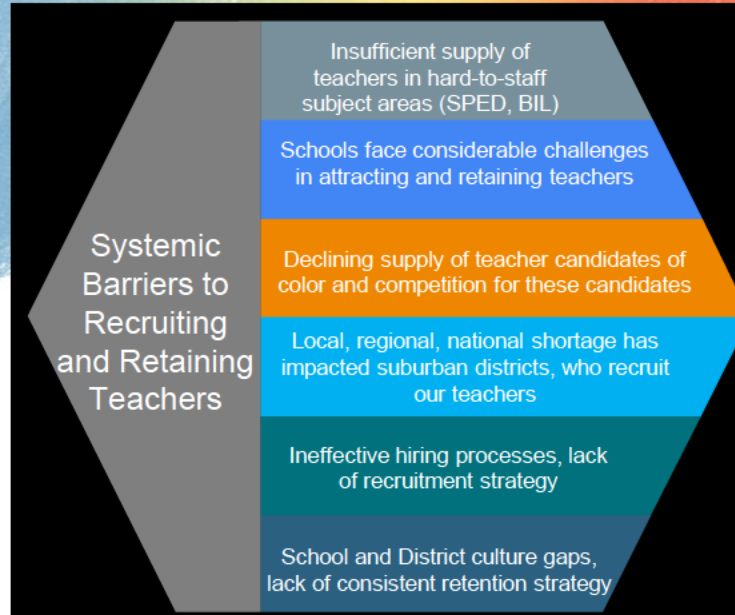 Systemic
Barriers to
Recruiting
and Retaining
Teachers
Insufficient supply of
teachers in hard-to-staff
subject areas (SPED, BIL)
Schools face considerable challenges
in attracting and retaining teachers
Declining supply of teacher candidates of
color and competition for these candidates
Local, regional, national shortage has
impacted suburban districts, who recruit
our teachers
Ineffective hiring processes, lack
of recruitment strategy
School and District culture gaps,
lack of consistent retention strategy